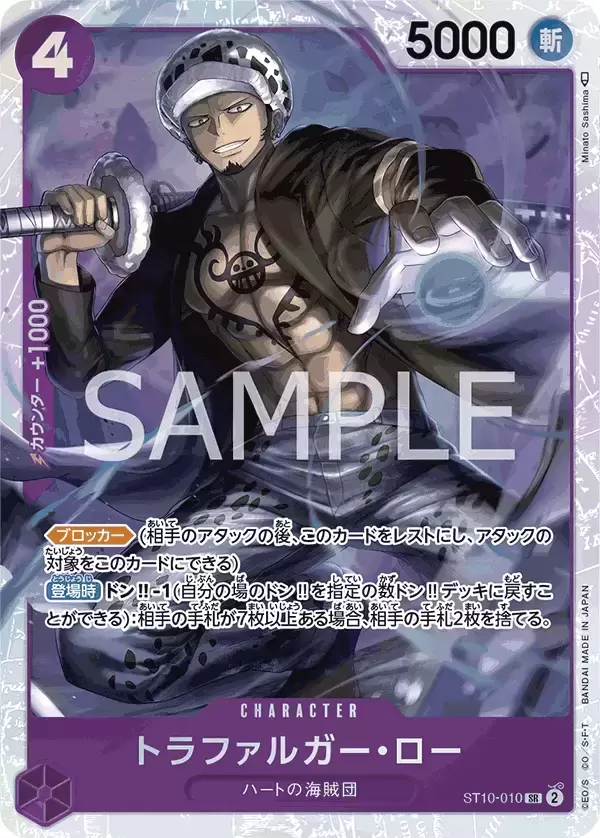 4
5000
斬
Minato Sashima
カウンター +1000
SAMPLE
ブロッカー (相手のアタックの後、このカードをレストにし、アタックの
対象をこのカードにできる)
登場時 ドン!!-1(自分の場のドン!!を指定の数ドン!!デッキに戻すこ
とができる):相手の手札が7枚以上ある場合、相手の手札2枚を捨てる。
CHARACTER
トラファルガー・ロー
ハートの海賊団
ST10-010 SR 2
©E.O/S ©O/S・F・T BANDAI MADE IN JAPAN